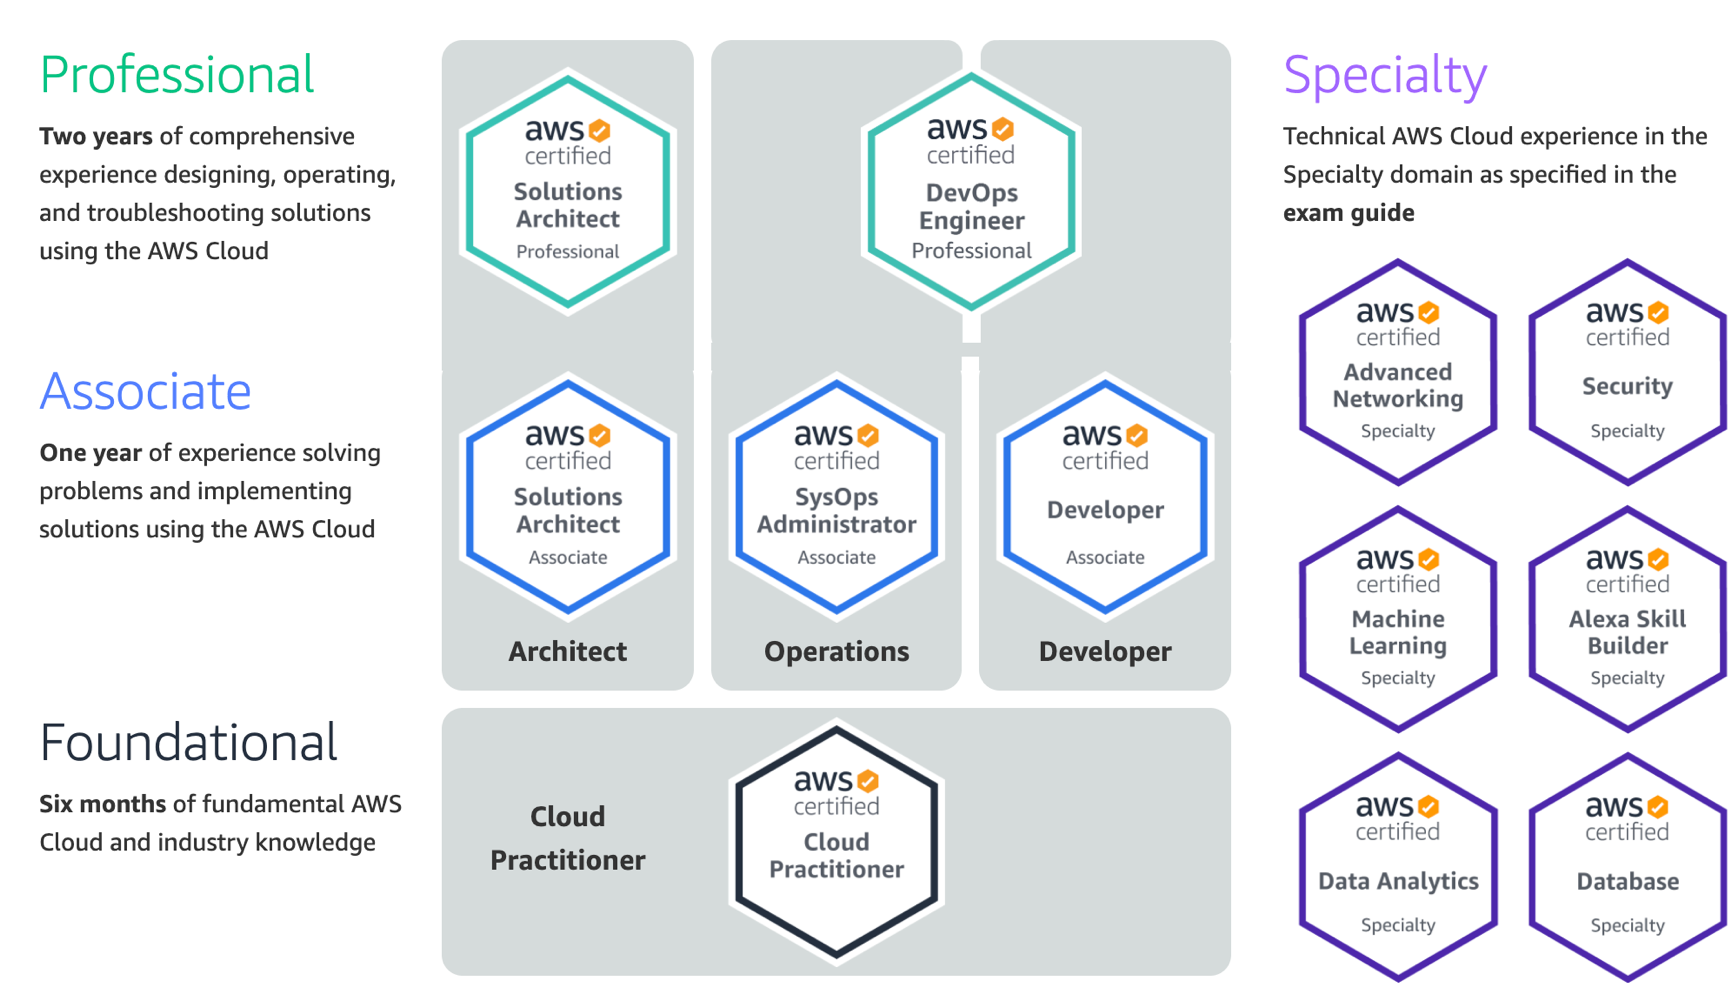 Professional
Two years of comprehensive
experience designing, operating,
and troubleshooting solutions
using the AWS Cloud
aws
certified
Solutions
Architect
Professional
aws
certified
DevOps
Engineer
Professional
Associate
One year of experience solving
problems and implementing
solutions using the AWS Cloud
aws
certified
Solutions
Architect
Associate
Architect
aws
certified
SysOps
Administrator
Associate
Operations
aws
certified
Developer
Associate
Developer
Foundational
Six months of fundamental AWS
Cloud and industry knowledge
Cloud
Practitioner
aws
certified
Cloud
Practitioner
Specialty
Technical AWS Cloud experience in the
Specialty domain as specified in the
exam guide
aws
certified
Advanced
Networking
Specialty
aws
certified
Security
Specialty
aws
certified
Machine
Learning
Specialty
aws
certified
Alexa Skill
Builder
Specialty
aws
certified
Data Analytics
Specialty
aws
certified
Database
Specialty